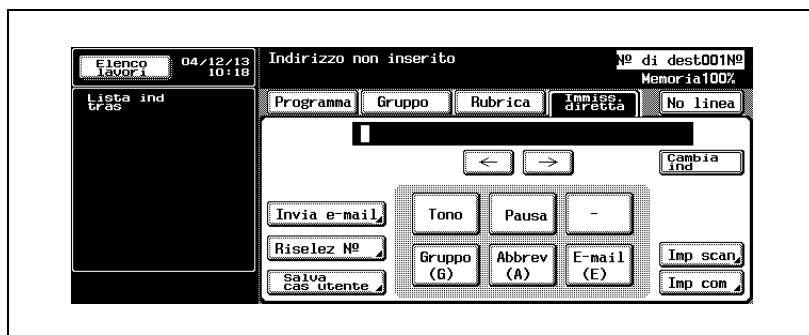 Elenco
lavori
04/12/13
10:18
Indirizzo non inserito
Nº di dest001Nº
Memoria100%
Lista ind
tras
Programma
Gruppo
Rubrica
Immiss.
diretta
No linea
← →
Cambia
ind
Invia e-mail
Tono
Pausa
-
Riselez Nº
Gruppo
(G)
Abbrev
(A)
E-mail
(E)
Imp scan
Salva
cas utente
Imp com